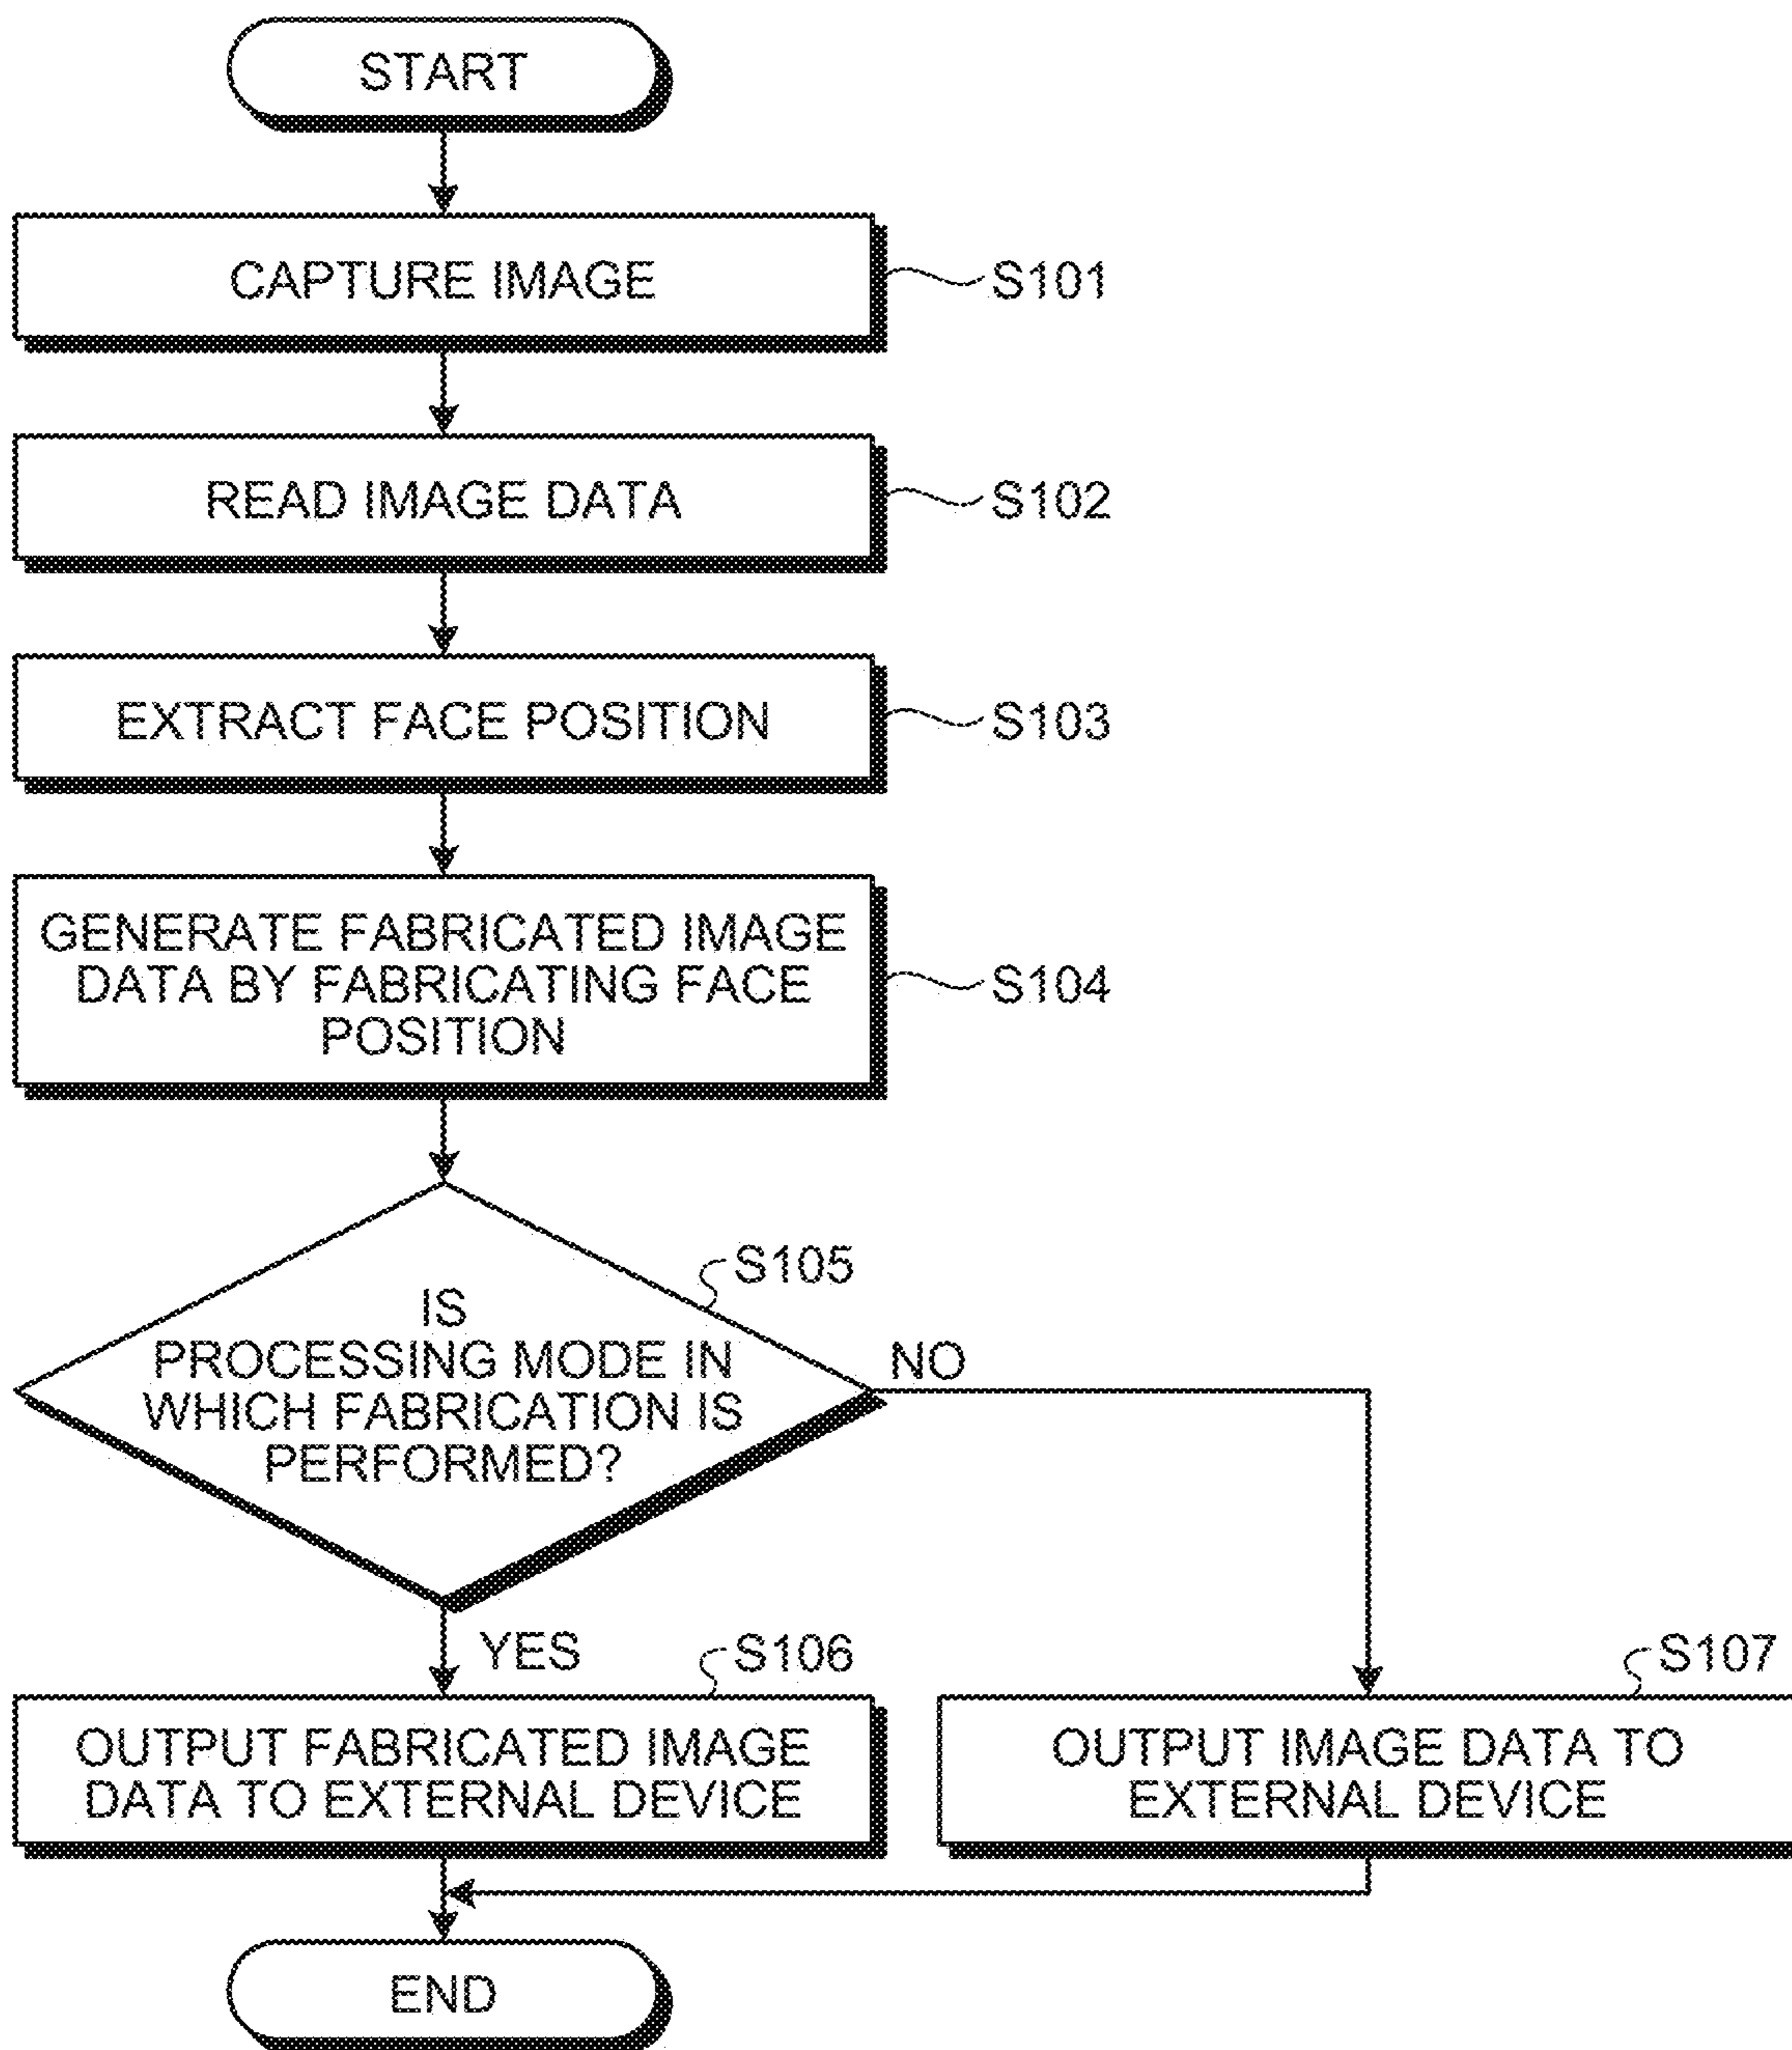 START
CAPTURE IMAGE
S101
READ IMAGE DATA
S102
EXTRACT FACE POSITION
S103
GENERATE FABRICATED IMAGE
DATA BY FABRICATING FACE
POSITION
S104
S105
IS
PROCESSING MODE IN
WHICH FABRICATION IS
PERFORMED?
NO
YES
S106
OUTPUT FABRICATED IMAGE
DATA TO EXTERNAL DEVICE
S107
OUTPUT IMAGE DATA TO
EXTERNAL DEVICE
END